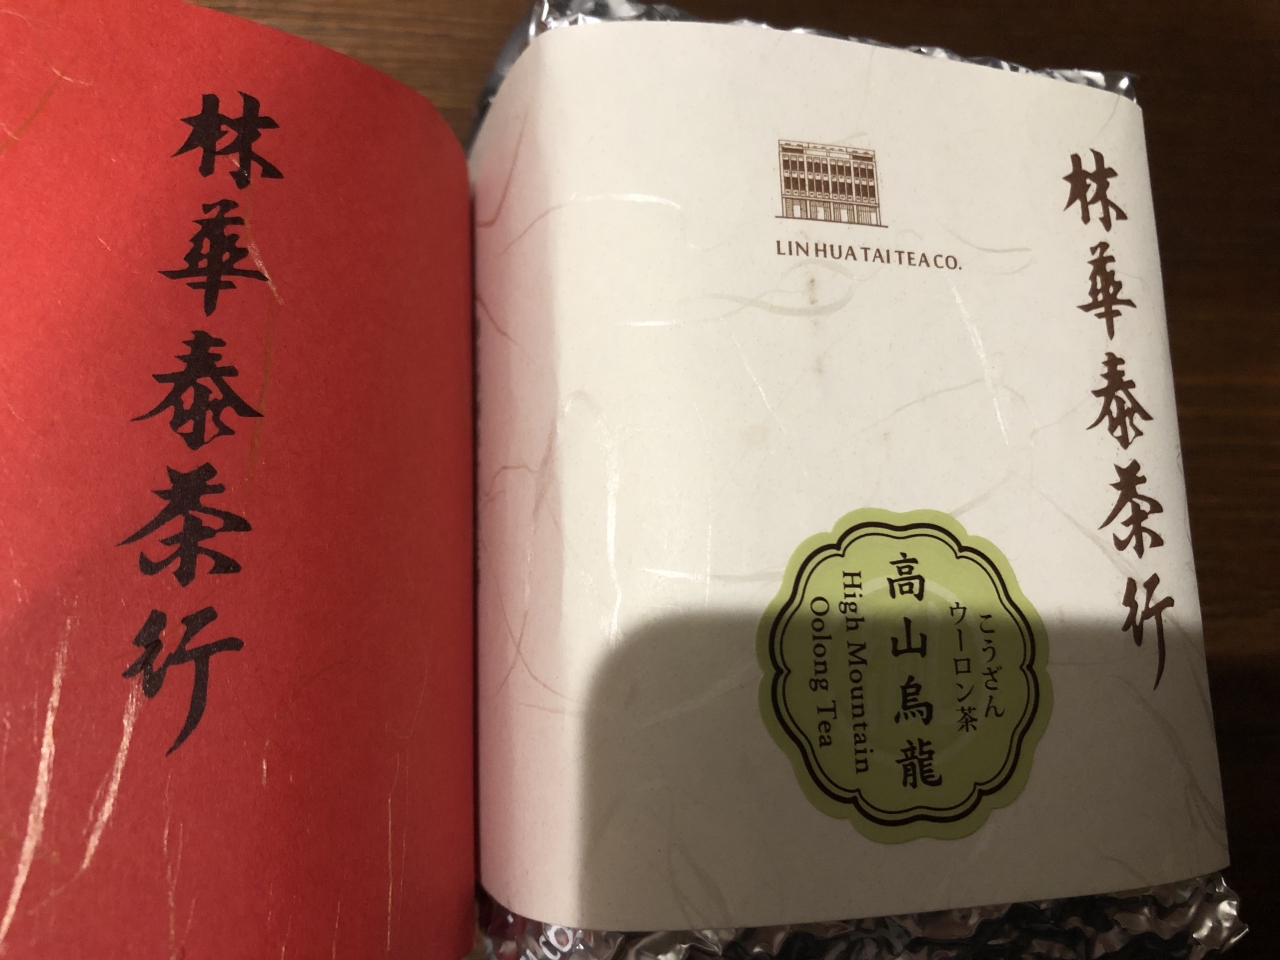 林華泰茶行
LIN HUA TAI TEA CO.
林華泰茶行
こうざん
ウーロン茶
高山烏龍
High Mountain
Oolong Tea